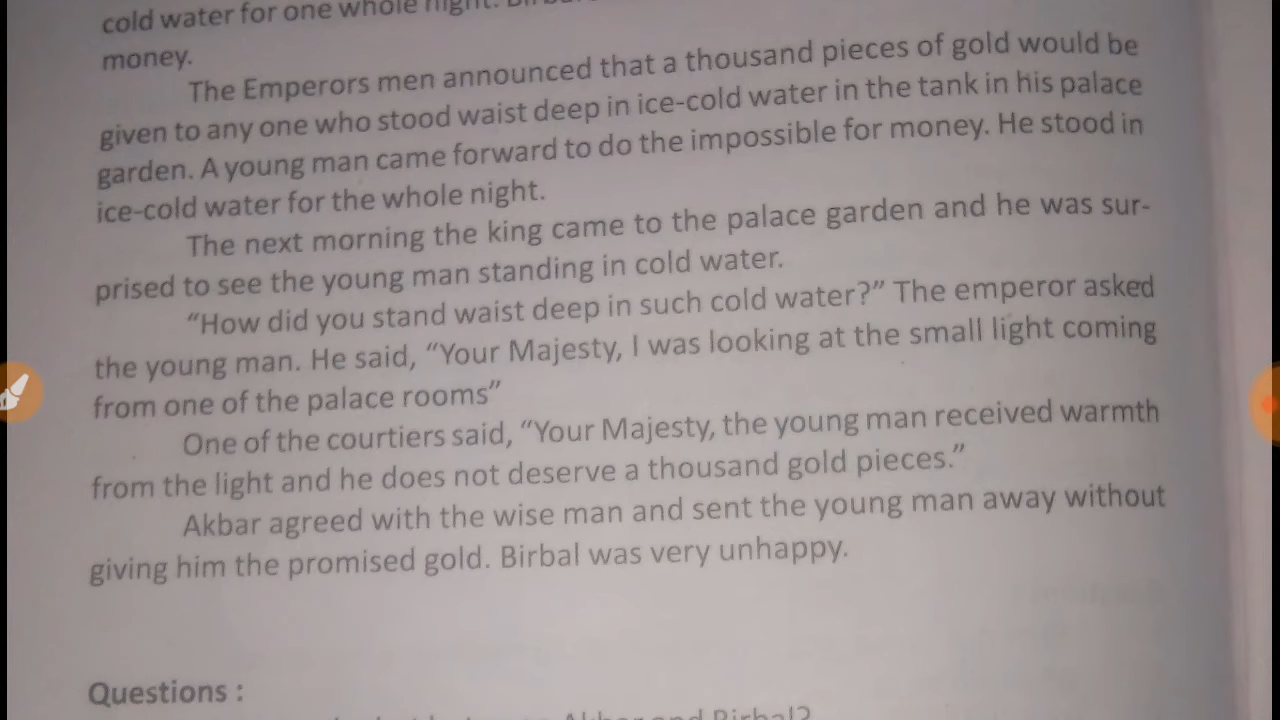 cold water for one whole night.
money.
The Emperors men announced that a thousand pieces of gold would be
given to any one who stood waist deep in ice-cold water in the tank in his palace
garden. A young man came forward to do the impossible for money. He stood in
ice-cold water for the whole night.
The next morning the king came to the palace garden and he was sur-
prised to see the young man standing in cold water.
“How did you stand waist deep in such cold water?” The emperor asked
the young man. He said, “Your Majesty, I was looking at the small light coming
from one of the palace rooms”
One of the courtiers said, “Your Majesty, the young man received warmth
from the light and he does not deserve a thousand gold pieces.”
Akbar agreed with the wise man and sent the young man away without
giving him the promised gold. Birbal was very unhappy.
Questions :
Akbar and Birbal?